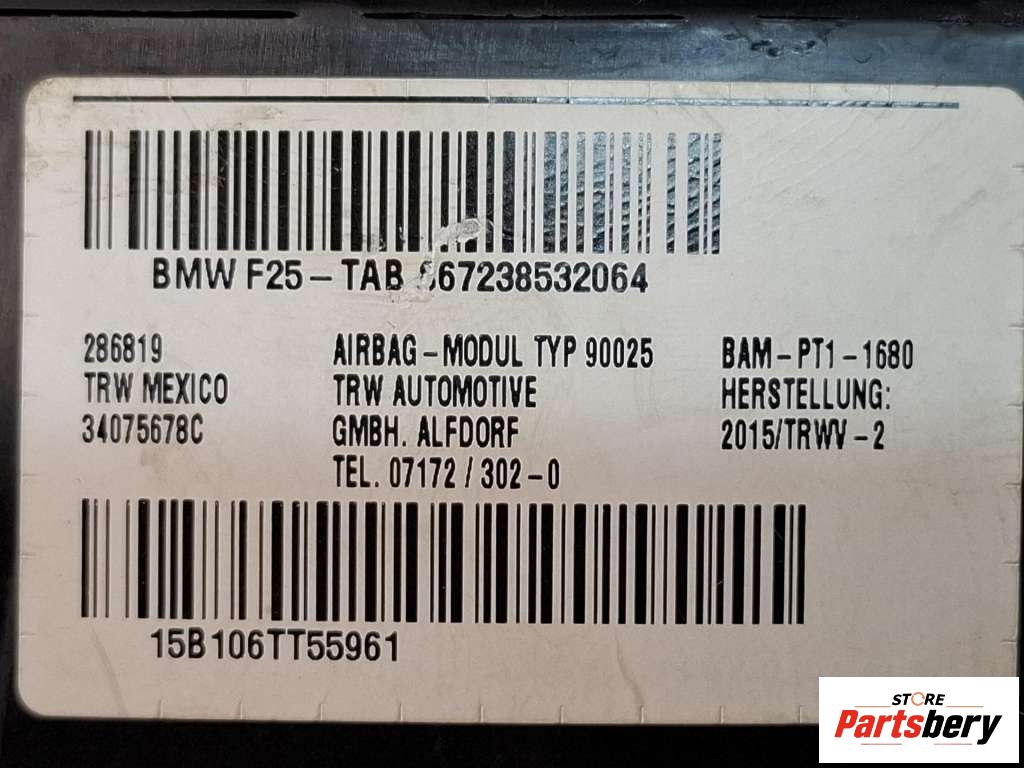 BMW F25-TAB 67238532064
286819
TRW MEXICO
34075678C
AIRBAG-MODUL TYP 90025
TRW AUTOMOTIVE
GMBH. ALFDORF
TEL. 07172/302-0
BAM-PT1-1680
HERSTELLUNG:
2015/TRWV-2
15B106TT55961
STORE
Partsbery